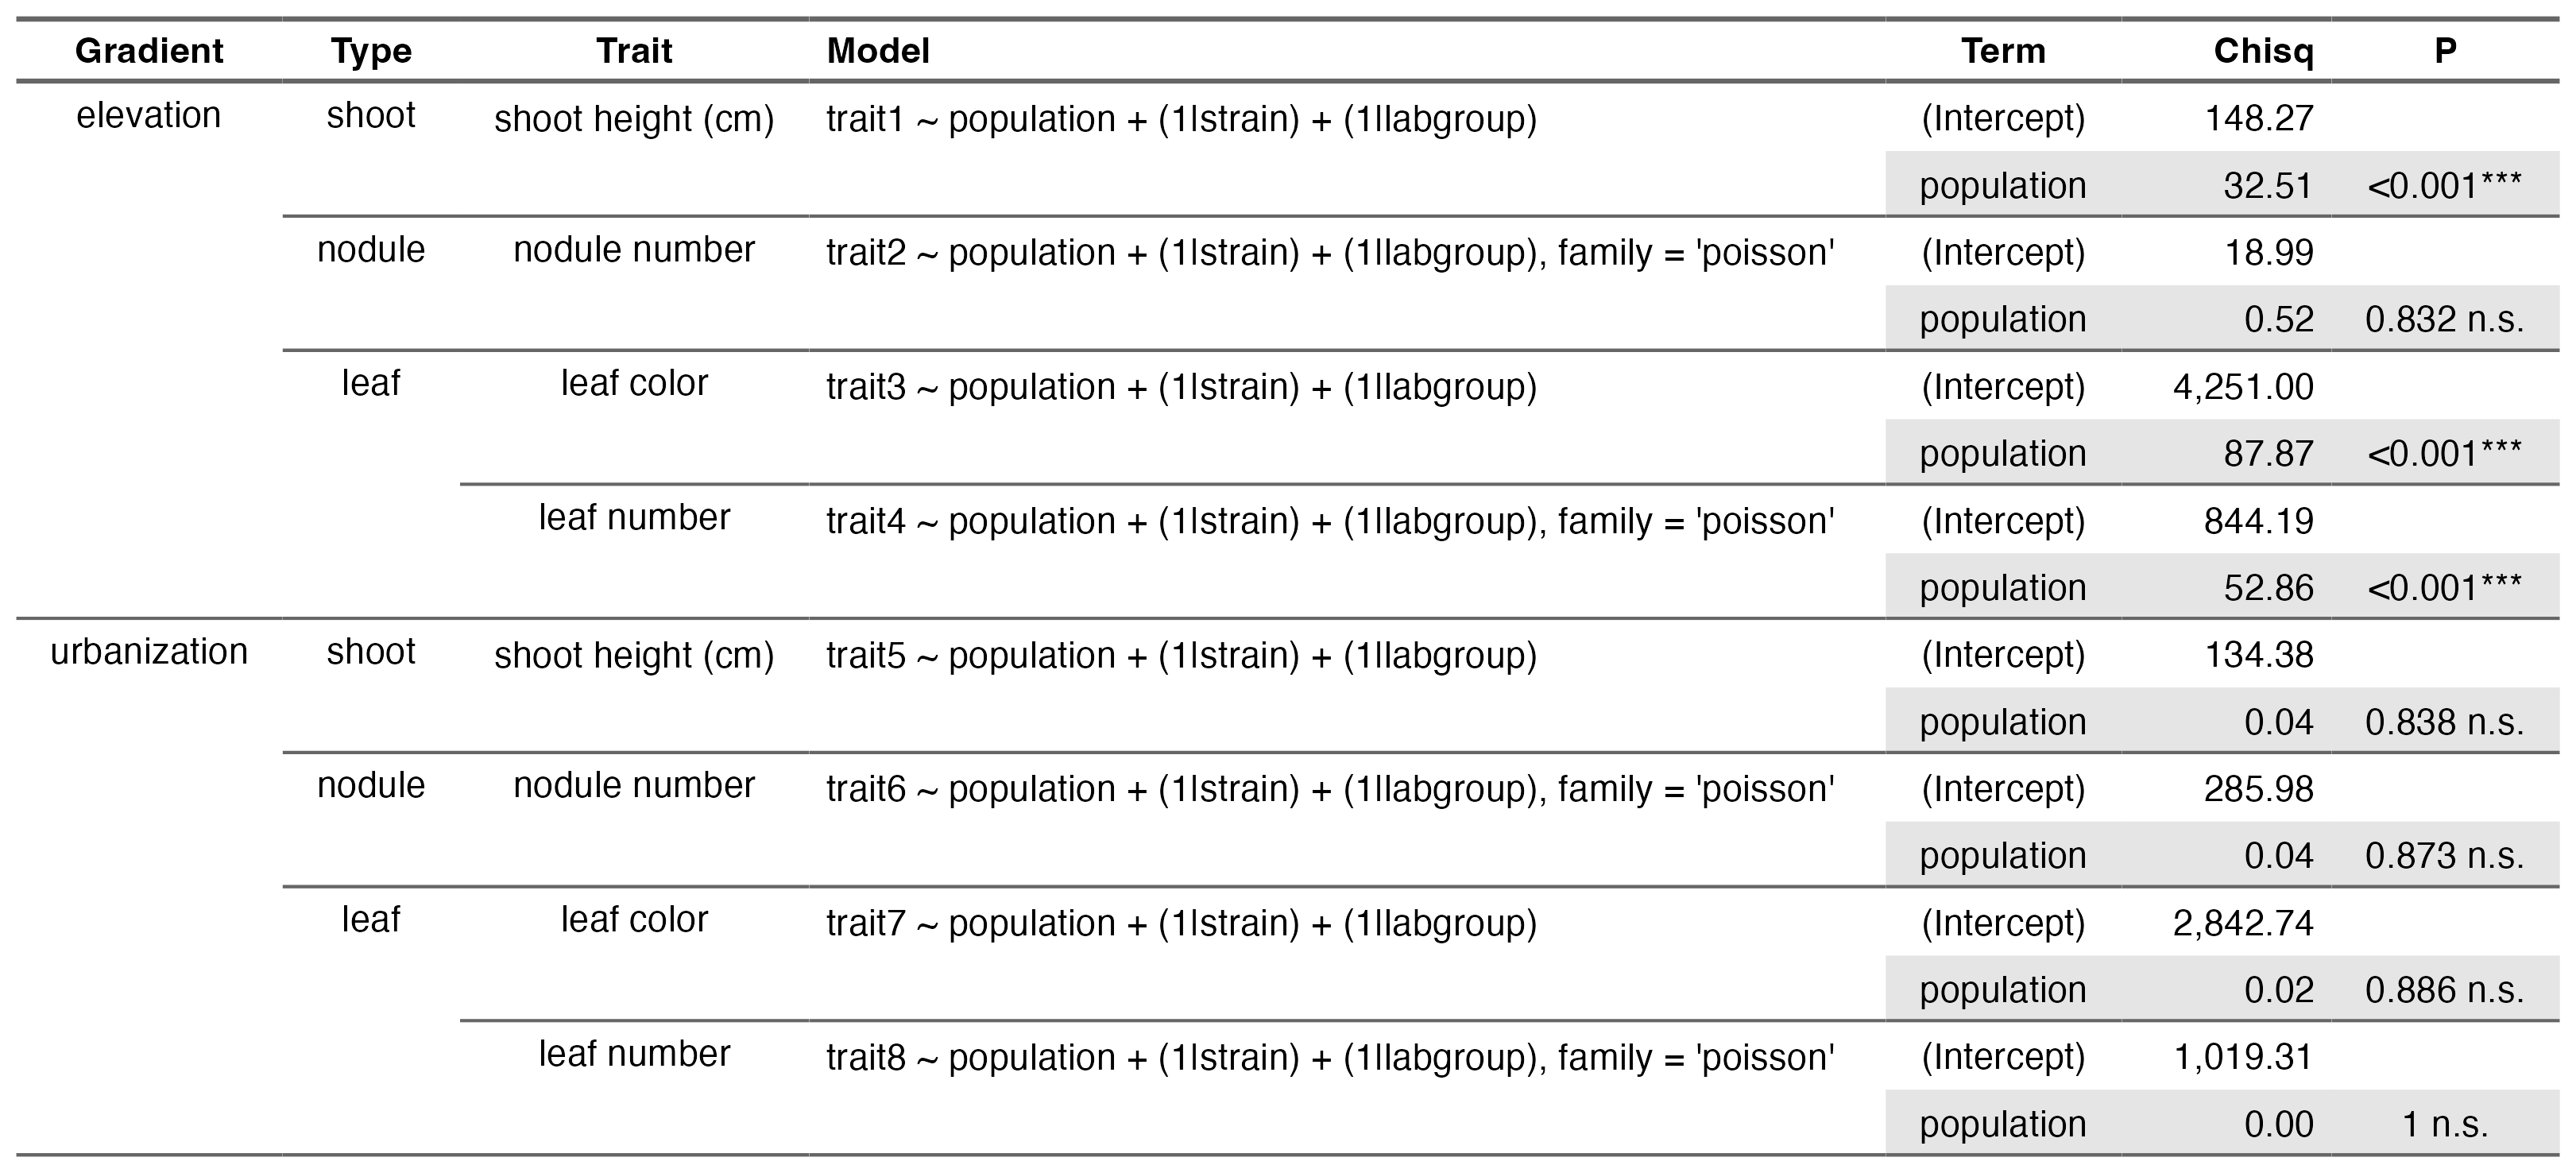 Gradient Type Trait Model Term Chisq P
elevation shoot shoot height (cm) trait1 ~ population + (1|strain) + (1|labgroup) (Intercept) 148.27
population 32.51 <0.001***
nodule nodule number trait2 ~ population + (1|strain) + (1|labgroup), family = 'poisson' (Intercept) 18.99
population 0.52 0.832 n.s.
leaf leaf color trait3 ~ population + (1|strain) + (1|labgroup) (Intercept) 4,251.00
population 87.87 <0.001***
leaf number trait4 ~ population + (1|strain) + (1|labgroup), family = 'poisson' (Intercept) 844.19
population 52.86 <0.001***
urbanization shoot shoot height (cm) trait5 ~ population + (1|strain) + (1|labgroup) (Intercept) 134.38
population 0.04 0.838 n.s.
nodule nodule number trait6 ~ population + (1|strain) + (1|labgroup), family = 'poisson' (Intercept) 285.98
population 0.04 0.873 n.s.
leaf leaf color trait7 ~ population + (1|strain) + (1|labgroup) (Intercept) 2,842.74
population 0.02 0.886 n.s.
leaf number trait8 ~ population + (1|strain) + (1|labgroup), family = 'poisson' (Intercept) 1,019.31
population 0.00 1 n.s.